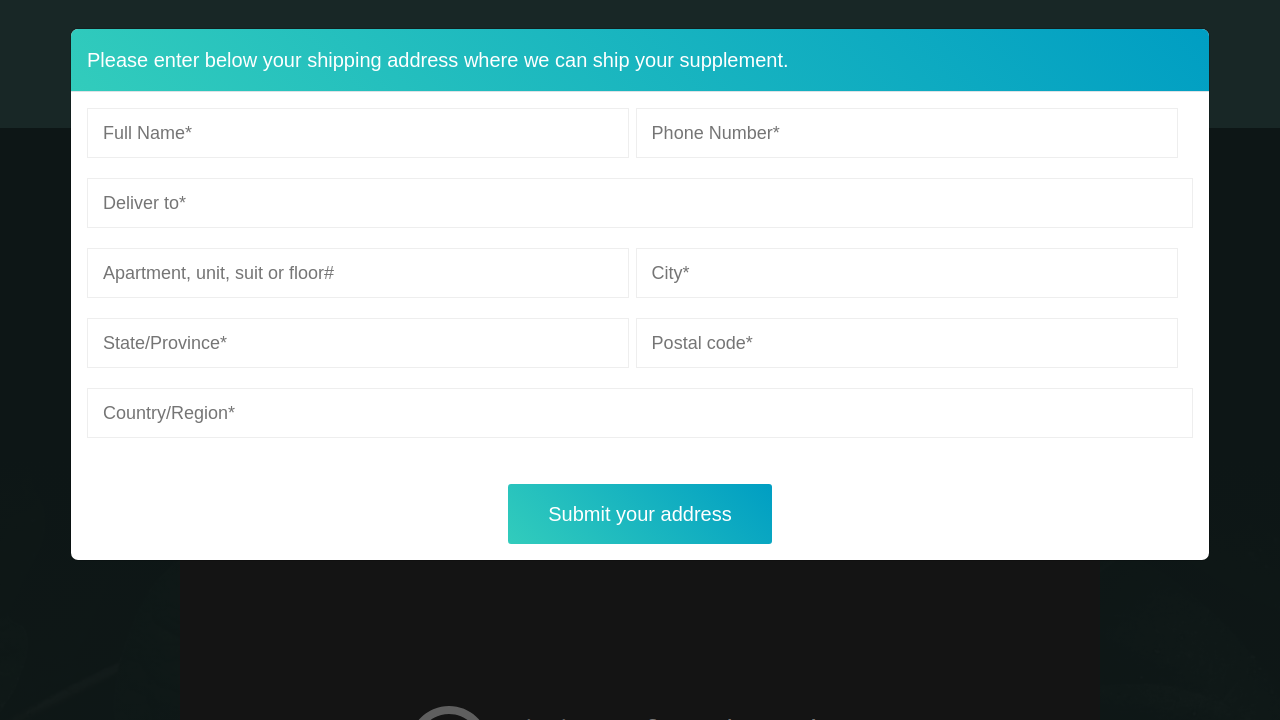 Please enter below your shipping address where we can ship your supplement.
Full Name*
Phone Number*
Deliver to*
Apartment, unit, suit or floor#
City*
State/Province*
Postal code*
Country/Region*
Submit your address